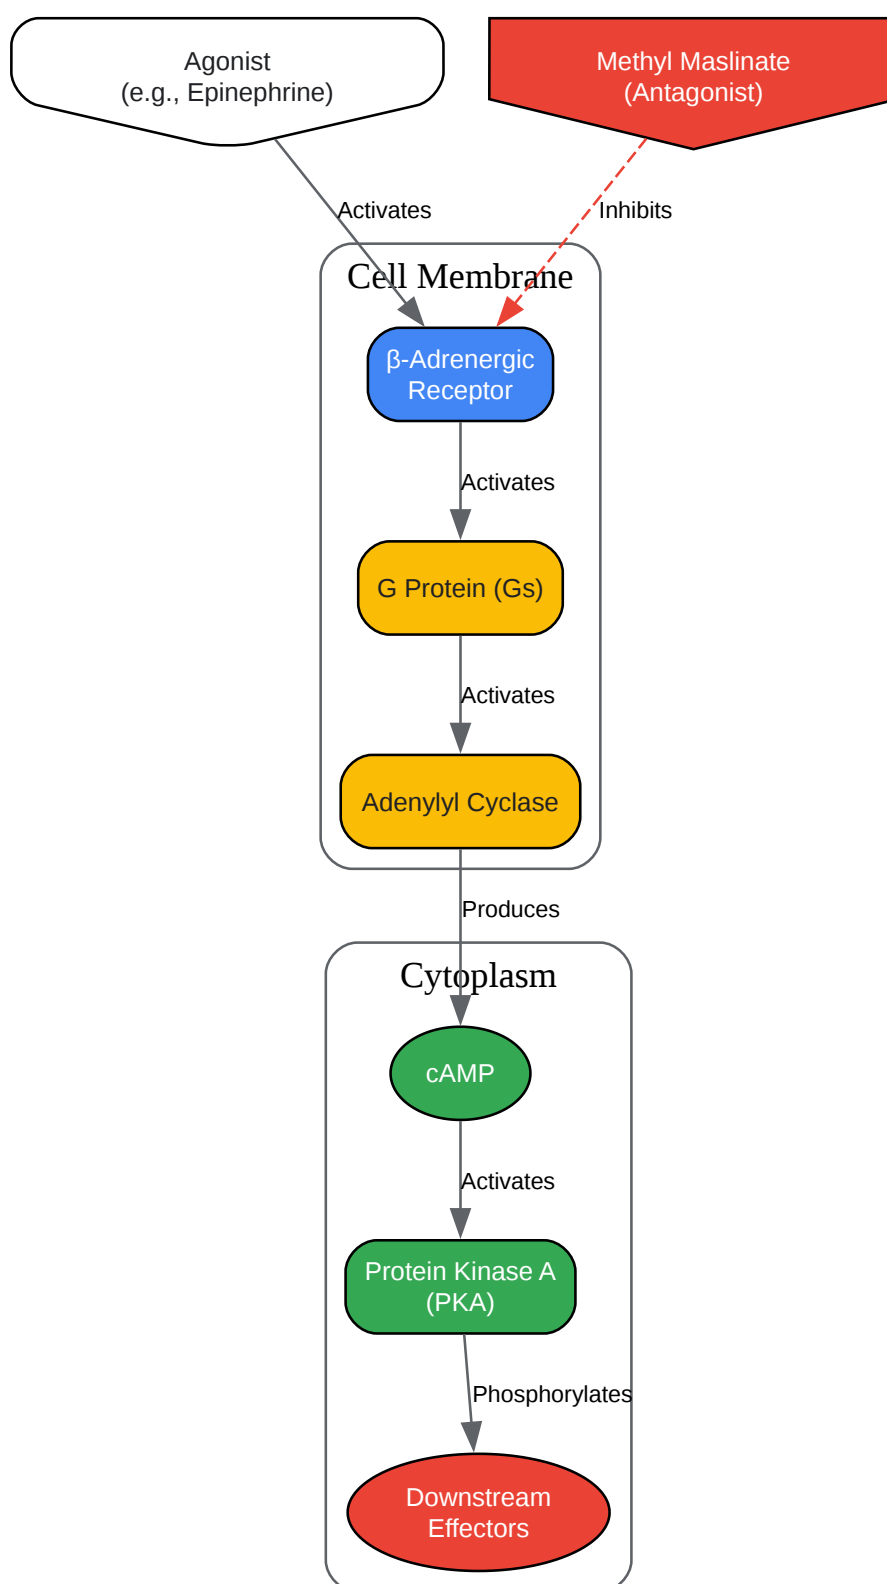 Agonist
(e.g., Epinephrine)
Methyl Maslinate
(Antagonist)
Activates
Inhibits
Cell Membrane
β-Adrenergic
Receptor
Activates
G Protein (Gs)
Activates
Adenylyl Cyclase
Produces
Cytoplasm
cAMP
Activates
Protein Kinase A
(PKA)
Phosphorylates
Downstream
Effectors